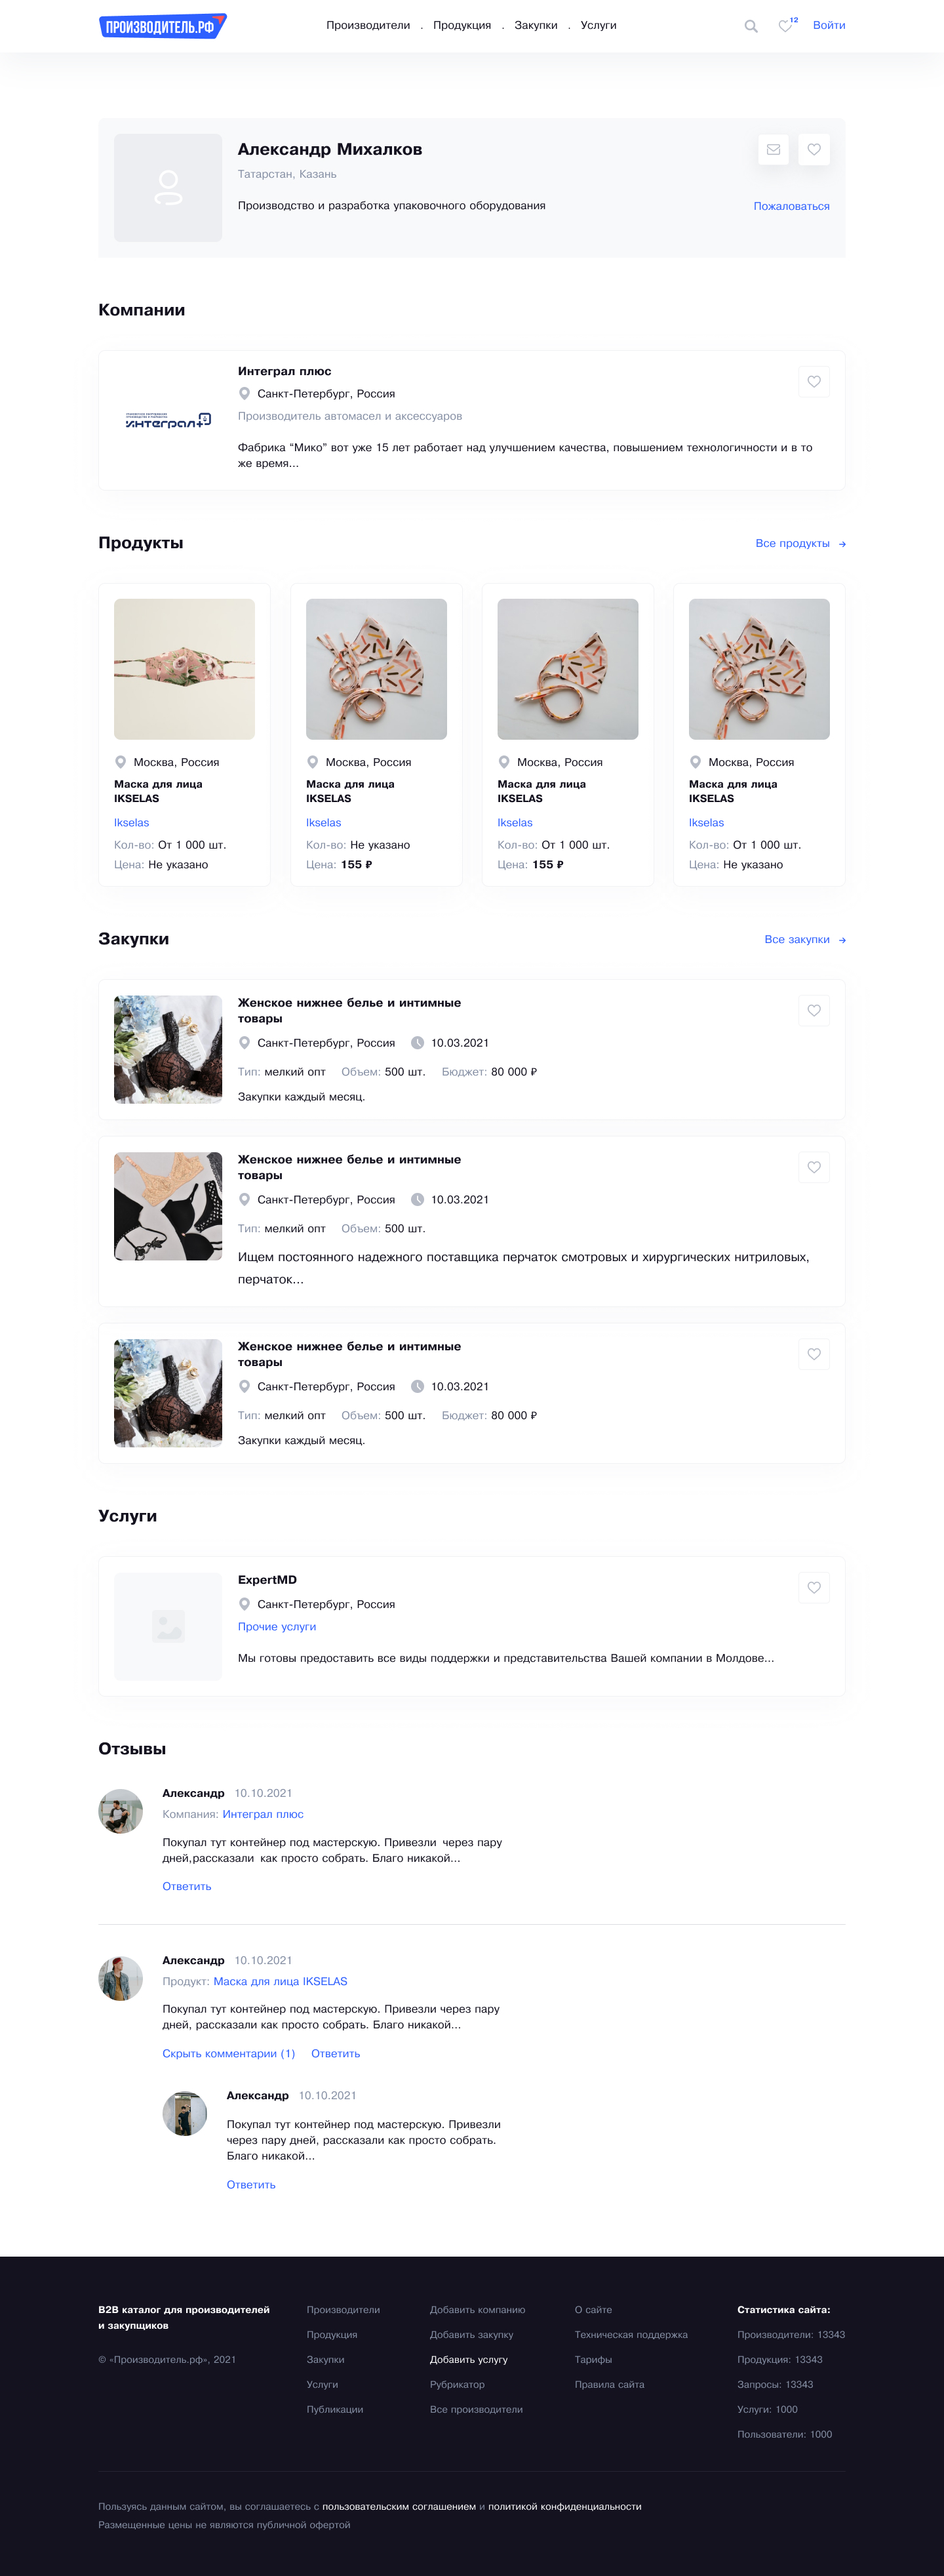 ПРОИЗВОДИТЕЛЬ.РФ
Производители . Продукция . Закупки . Услуги
12
Войти
Александр Михалков
Татарстан, Казань
Производство и разработка упаковочного оборудования
Пожаловаться
Компании
интеграл+
Интеграл плюс
Санкт-Петербург, Россия
Производитель автомасел и аксессуаров
Фабрика “Мико” вот уже 15 лет работает над улучшением качества, повышением технологичности и в то
же время...
Продукты
Все продукты →
Москва, Россия
Маска для лица
IKSELAS
Ikselas
Кол-во: От 1 000 шт.
Цена: Не указано
Москва, Россия
Маска для лица
IKSELAS
Ikselas
Кол-во: Не указано
Цена: 155 ₽
Москва, Россия
Маска для лица
IKSELAS
Ikselas
Кол-во: От 1 000 шт.
Цена: 155 ₽
Москва, Россия
Маска для лица
IKSELAS
Ikselas
Кол-во: От 1 000 шт.
Цена: Не указано
Закупки
Все закупки →
Женское нижнее белье и интимные
товары
Санкт-Петербург, Россия 10.03.2021
Тип: мелкий опт Объем: 500 шт. Бюджет: 80 000 ₽
Закупки каждый месяц.
Женское нижнее белье и интимные
товары
Санкт-Петербург, Россия 10.03.2021
Тип: мелкий опт Объем: 500 шт.
Ищем постоянного надежного поставщика перчаток смотровых и хирургических нитриловых,
перчаток...
Женское нижнее белье и интимные
товары
Санкт-Петербург, Россия 10.03.2021
Тип: мелкий опт Объем: 500 шт. Бюджет: 80 000 ₽
Закупки каждый месяц.
Услуги
ExpertMD
Санкт-Петербург, Россия
Прочие услуги
Мы готовы предоставить все виды поддержки и представительства Вашей компании в Молдове...
Отзывы
Александр 10.10.2021
Компания: Интеграл плюс
Покупал тут контейнер под мастерскую. Привезли через пару
дней,рассказали как просто собрать. Благо никакой...
Ответить
Александр 10.10.2021
Продукт: Маска для лица IKSELAS
Покупал тут контейнер под мастерскую. Привезли через пару
дней, рассказали как просто собрать. Благо никакой...
Скрыть комментарии (1) Ответить
Александр 10.10.2021
Покупал тут контейнер под мастерскую. Привезли
через пару дней, рассказали как просто собрать.
Благо никакой...
Ответить
B2B каталог для производителей
и закупщиков
© «Производитель.рф», 2021
Производители
Продукция
Закупки
Услуги
Публикации
Добавить компанию
Добавить закупку
Добавить услугу
Рубрикатор
Все производители
О сайте
Техническая поддержка
Тарифы
Правила сайта
Статистика сайта:
Производители: 13343
Продукция: 13343
Запросы: 13343
Услуги: 1000
Пользователи: 1000
Пользуясь данным сайтом, вы соглашаетесь с пользовательским соглашением и политикой конфиденциальности
Размещенные цены не являются публичной офертой